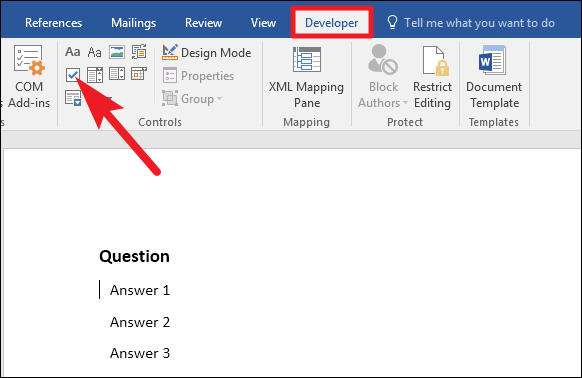 References Mailings Review View Developer Tell me what you want to do
COM Add-ins
Aa Aa
Design Mode
Properties
Group
Controls
XML Mapping Pane
Mapping
Block Authors
Restrict Editing
Protect
Document Template
Templates
Question
Answer 1
Answer 2
Answer 3